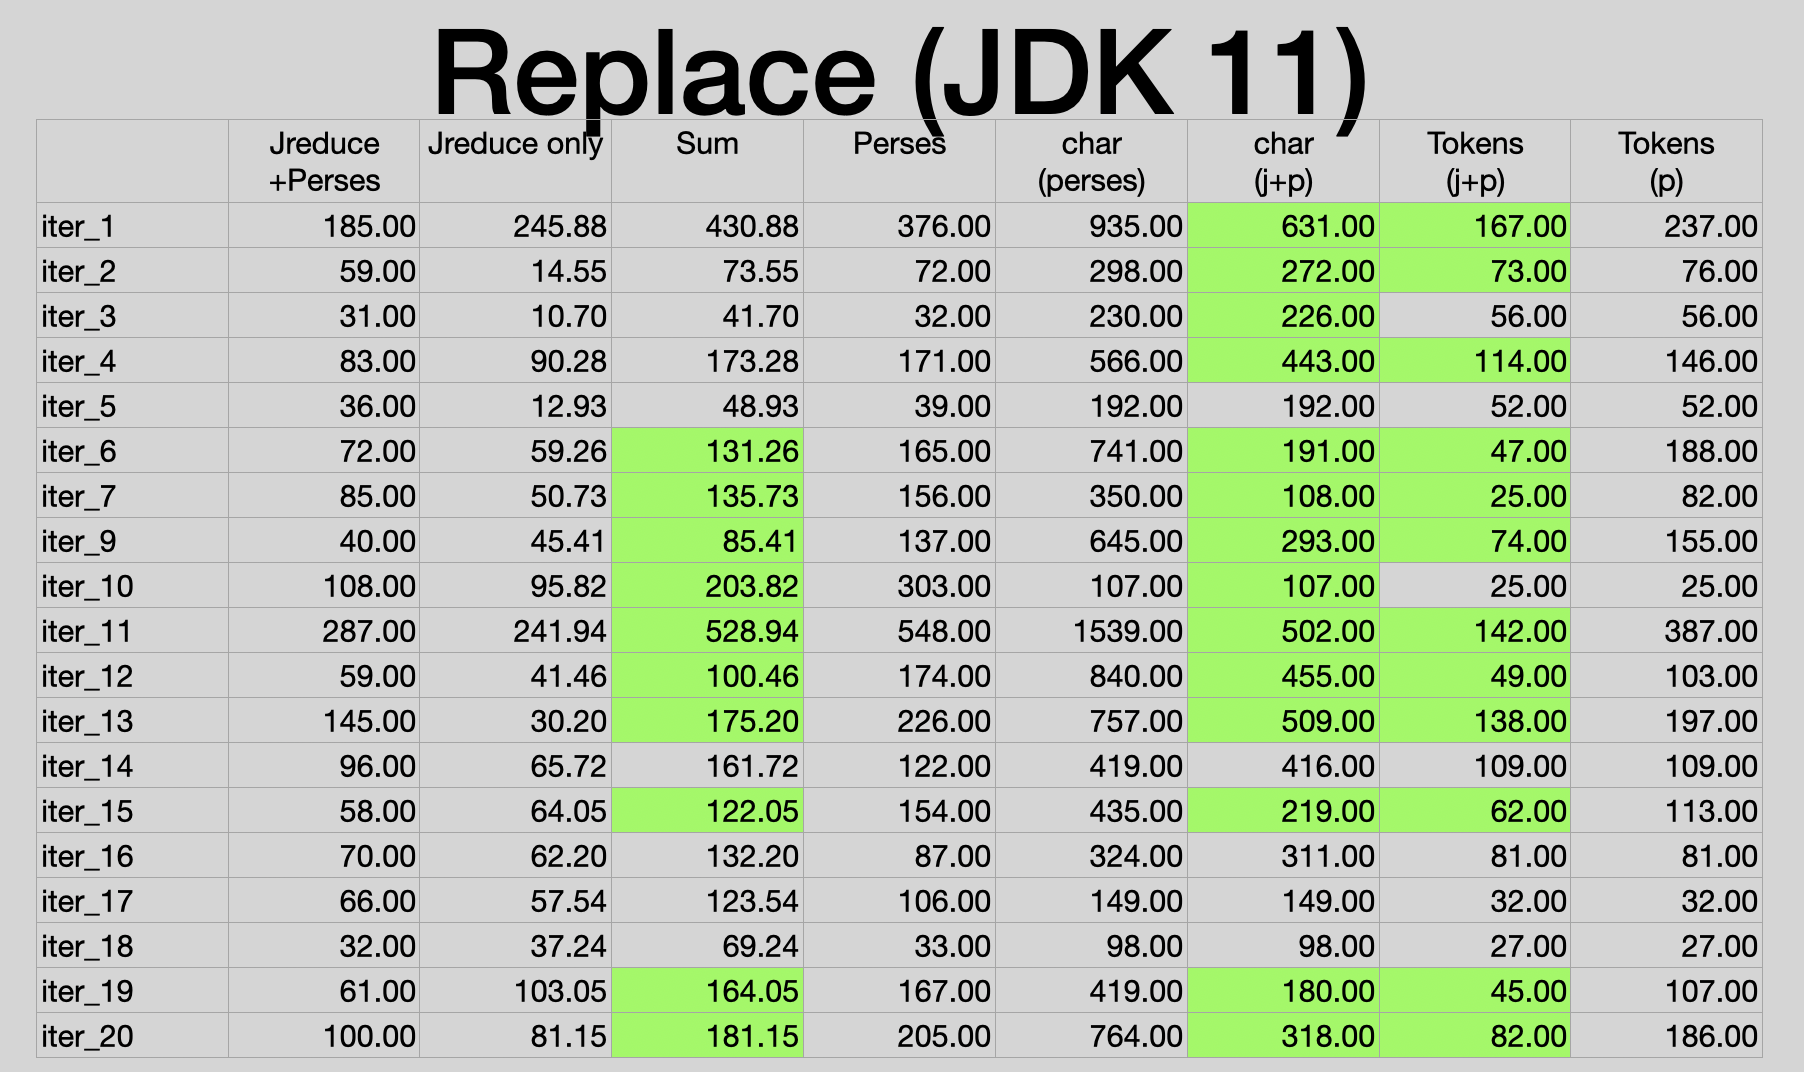 Replace (JDK 11)
Jreduce +Perses Jreduce only Sum Perses char (perses) char (j+p) Tokens (j+p) Tokens (p)
iter_1 185.00 245.88 430.88 376.00 935.00 631.00 167.00 237.00
iter_2 59.00 14.55 73.55 72.00 298.00 272.00 73.00 76.00
iter_3 31.00 10.70 41.70 32.00 230.00 226.00 56.00 56.00
iter_4 83.00 90.28 173.28 171.00 566.00 443.00 114.00 146.00
iter_5 36.00 12.93 48.93 39.00 192.00 192.00 52.00 52.00
iter_6 72.00 59.26 131.26 165.00 741.00 191.00 47.00 188.00
iter_7 85.00 50.73 135.73 156.00 350.00 108.00 25.00 82.00
iter_9 40.00 45.41 85.41 137.00 645.00 293.00 74.00 155.00
iter_10 108.00 95.82 203.82 303.00 107.00 107.00 25.00 25.00
iter_11 287.00 241.94 528.94 548.00 1539.00 502.00 142.00 387.00
iter_12 59.00 41.46 100.46 174.00 840.00 455.00 49.00 103.00
iter_13 145.00 30.20 175.20 226.00 757.00 509.00 138.00 197.00
iter_14 96.00 65.72 161.72 122.00 419.00 416.00 109.00 109.00
iter_15 58.00 64.05 122.05 154.00 435.00 219.00 62.00 113.00
iter_16 70.00 62.20 132.20 87.00 324.00 311.00 81.00 81.00
iter_17 66.00 57.54 123.54 106.00 149.00 149.00 32.00 32.00
iter_18 32.00 37.24 69.24 33.00 98.00 98.00 27.00 27.00
iter_19 61.00 103.05 164.05 167.00 419.00 180.00 45.00 107.00
iter_20 100.00 81.15 181.15 205.00 764.00 318.00 82.00 186.00